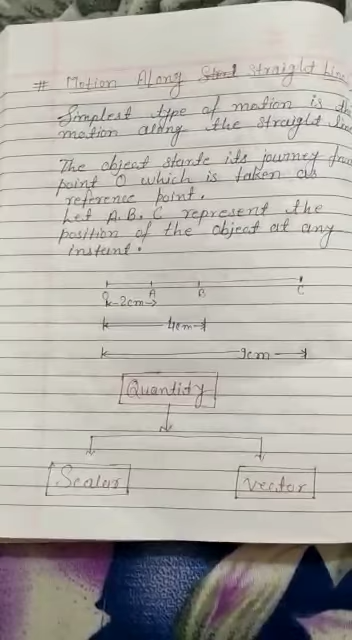 # Motion Along Straight Line
Simplest type of motion is the
motion along the straight line
The object starts its journey from
point O which is taken as
reference point.
Let A, B, C represent the
position of the object at any
instant.
O A B C
2cm
4cm
9cm
Quantity
Scalar Vector